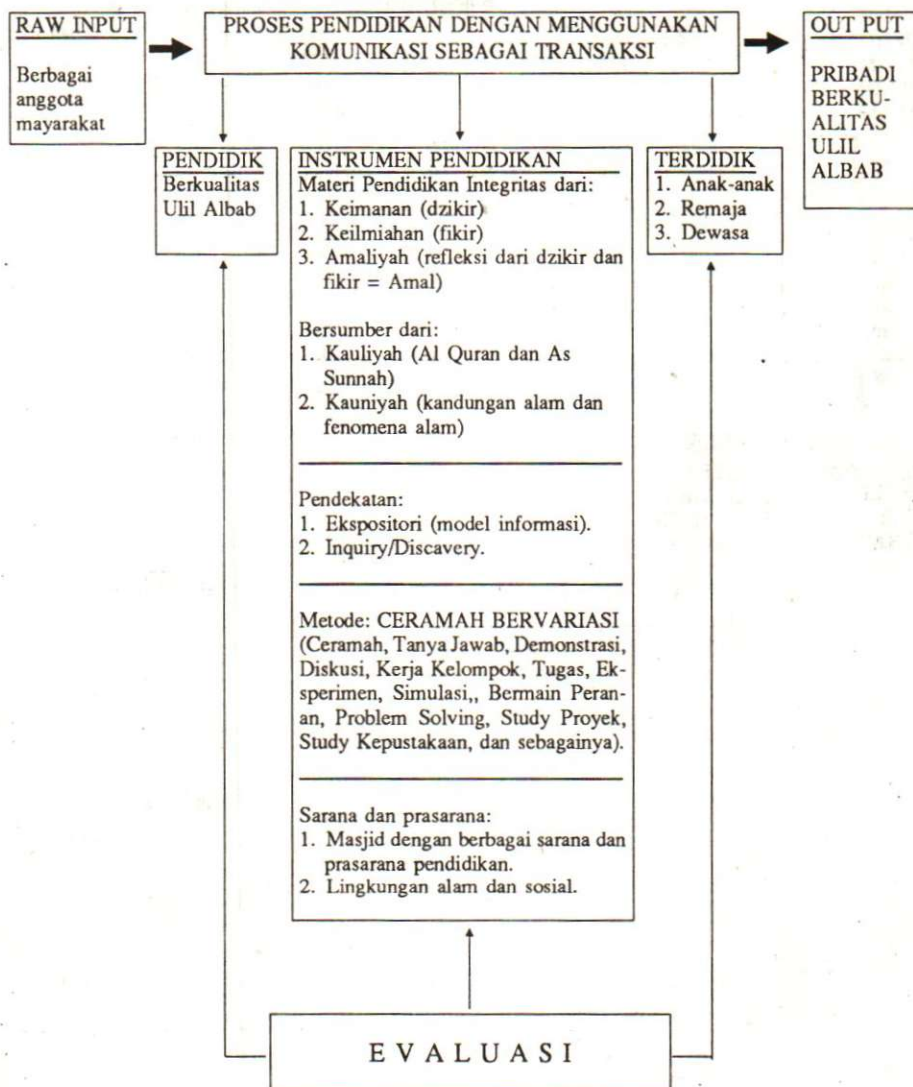 RAW INPUT
Berbagai
anggota
mayarakat
PROSES PENDIDIKAN DENGAN MENGGUNAKAN
KOMUNIKASI SEBAGAI TRANSAKSI
OUT PUT
PRIBADI
BERKU-
ALITAS
ULIL
ALBAB
PENDIDIK
Berkualitas
Ulil Albab
INSTRUMEN PENDIDIKAN
Materi Pendidikan Integritas dari:
1. Keimanan (dzikir)
2. Keilmiahan (fikir)
3. Amaliyah (refleksi dari dzikir dan
fikir = Amal)
Bersumber dari:
1. Kauliyah (Al Quran dan As
Sunnah)
2. Kauniyah (kandungan alam dan
fenomena alam)
Pendekatan:
1. Ekspositori (model informasi).
2. Inquiry/Discavery.
Metode: CERAMAH BERVARIASI
(Ceramah, Tanya Jawab, Demonstrasi,
Diskusi, Kerja Kelompok, Tugas, Ek-
sperimen, Simulasi,, Bermain Peran-
an, Problem Solving, Study Proyek,
Study Kepustakaan, dan sebagainya).
Sarana dan prasarana:
1. Masjid dengan berbagai sarana dan
prasarana pendidikan.
2. Lingkungan alam dan sosial.
TERDIDIK
1. Anak-anak
2. Remaja
3. Dewasa
EVALUASI